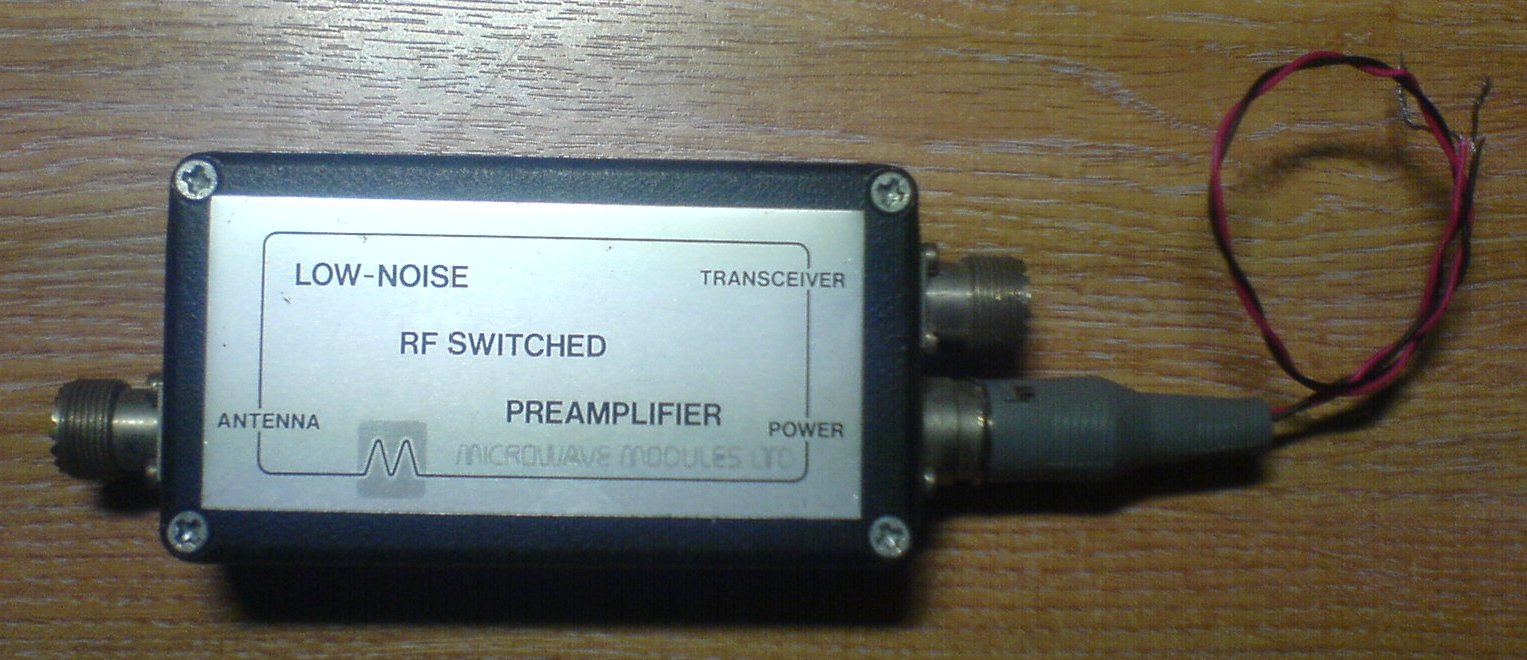 LOW-NOISE
TRANSCEIVER
RF SWITCHED
PREAMPLIFIER
ANTENNA
POWER
MICROWAVE MODULES LTD